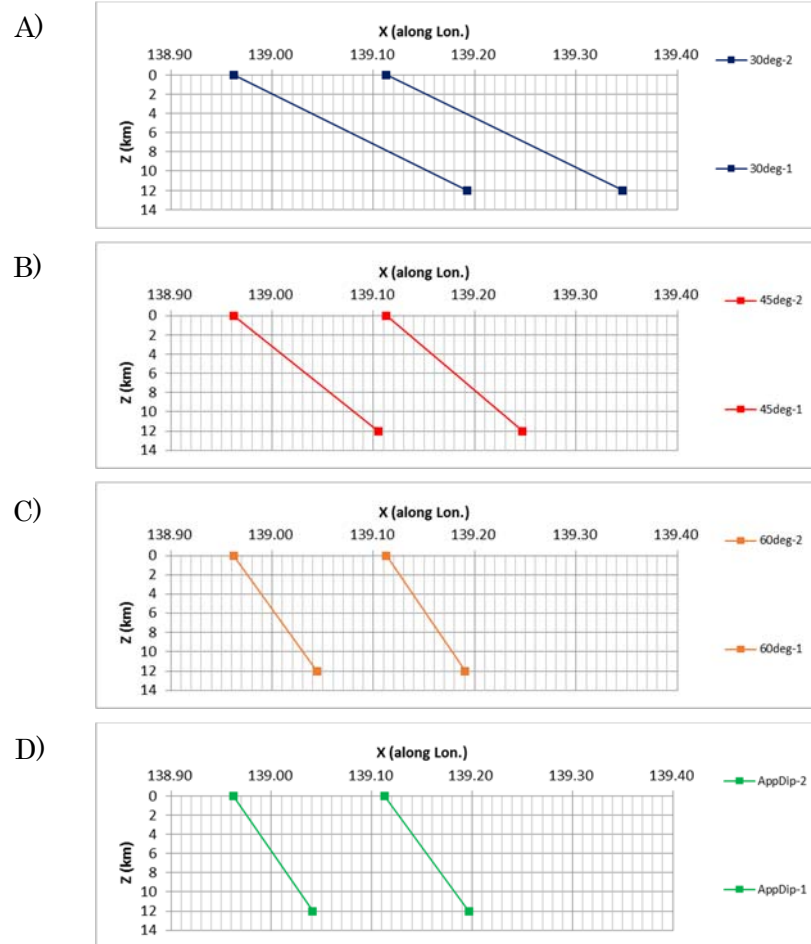 A)
X (along Lon.)
138.90 139.00 139.10 139.20 139.30 139.40
0
2
4
6
8
10
12
14
Z (km)
30deg-2
30deg-1
B)
X (along Lon.)
138.90 139.00 139.10 139.20 139.30 139.40
0
2
4
6
8
10
12
14
Z (km)
45deg-2
45deg-1
C)
X (along Lon.)
138.90 139.00 139.10 139.20 139.30 139.40
0
2
4
6
8
10
12
14
Z (km)
60deg-2
60deg-1
D)
X (along Lon.)
138.90 139.00 139.10 139.20 139.30 139.40
0
2
4
6
8
10
12
14
Z (km)
AppDip-2
AppDip-1